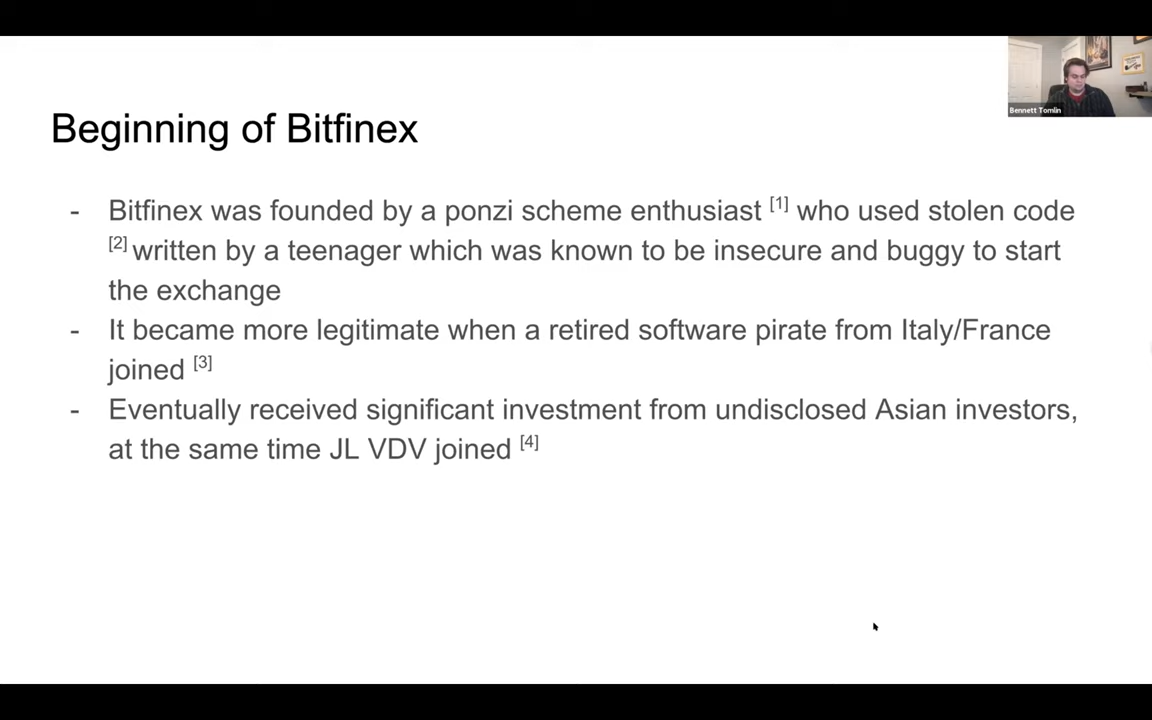 Bennett Tomlin
Beginning of Bitfinex
- Bitfinex was founded by a ponzi scheme enthusiast [1] who used stolen code
[2] written by a teenager which was known to be insecure and buggy to start
the exchange
- It became more legitimate when a retired software pirate from Italy/France
joined [3]
- Eventually received significant investment from undisclosed Asian investors,
at the same time JL VDV joined [4]